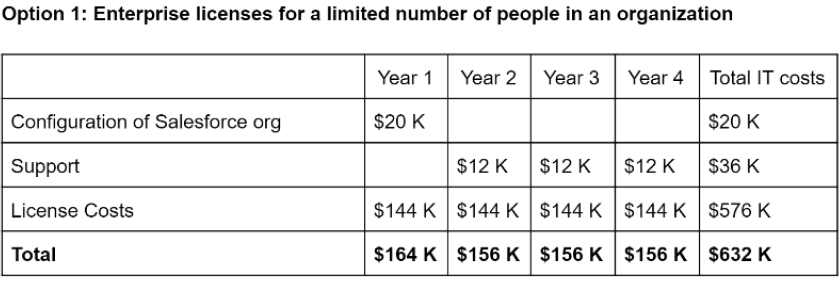 Option 1: Enterprise licenses for a limited number of people in an organization
Year 1 Year 2 Year 3 Year 4 Total IT costs
Configuration of Salesforce org $20 K $20 K
Support $12 K $12 K $12 K $36 K
License Costs $144 K $144 K $144 K $144 K $576 K
Total $164 K $156 K $156 K $156 K $632 K